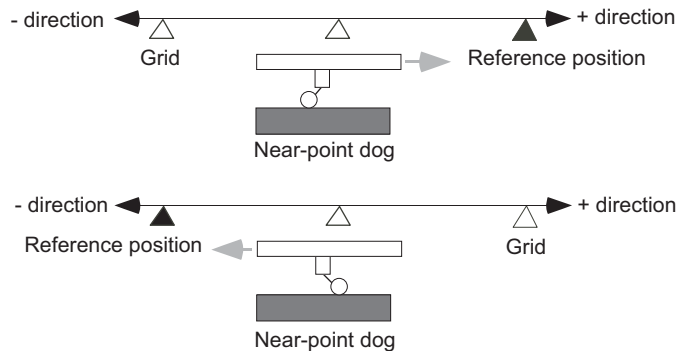 - direction
+ direction
Grid
Reference position
Near-point dog
- direction
+ direction
Reference position
Grid
Near-point dog